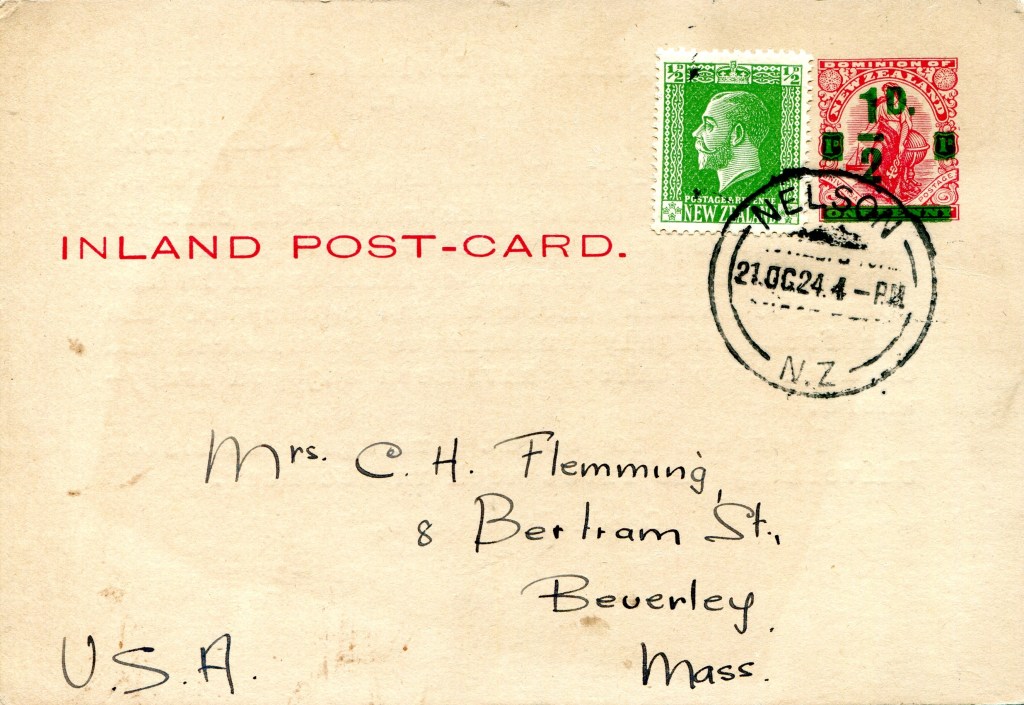 ½ ½
POSTAGE & REVENUE
NEW ZEALAND
DOMINION OF
NEW ZEALAND
1D.
2
1D 1D
POSTAGE
ONE PENNY
NELSON
21.OC.24.4-PM
N.Z
INLAND POST-CARD.
Mrs. C. H. Flemming,
8 Bertram St.,
Beverley
Mass.
U.S.A.